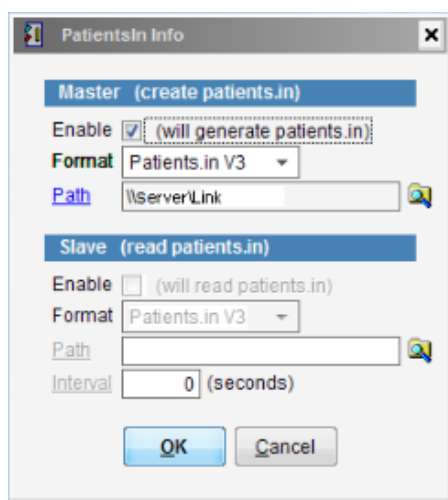 PatientsIn Info
Master (create patients.in)
Enable (will generate patients.in)
Format Patients.in V3
Path \\Server\Link
Slave (read patients.in)
Enable (will read patients.in)
Format Patients.in V3
Path
Interval 0 (seconds)
OK Cancel